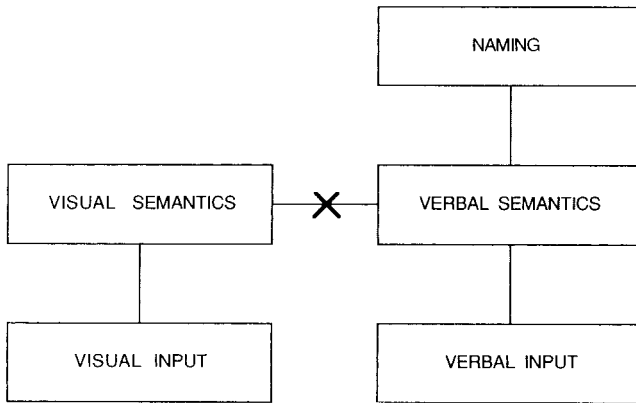 NAMING
VISUAL SEMANTICS
VERBAL SEMANTICS
VISUAL INPUT
VERBAL INPUT